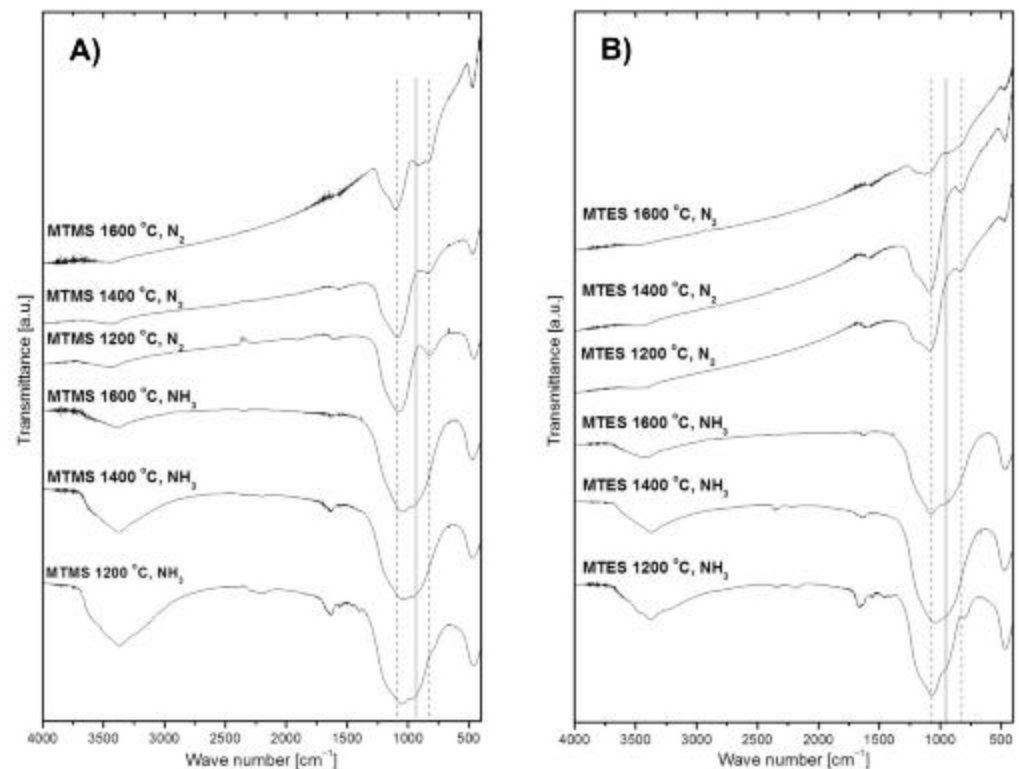 A)
MTMS 1600 °C, N₂
MTMS 1400 °C, N₂
MTMS 1200 °C, N₂
MTMS 1600 °C, NH₃
MTMS 1400 °C, NH₃
MTMS 1200 °C, NH₃
Transmittance [a.u.]
4000 3500 3000 2500 2000 1500 1000 500
Wave number [cm⁻¹]
B)
MTES 1600 °C, N₂
MTES 1400 °C, N₂
MTES 1200 °C, N₂
MTES 1600 °C, NH₃
MTES 1400 °C, NH₃
MTES 1200 °C, NH₃
Transmittance [a.u.]
4000 3500 3000 2500 2000 1500 1000 500
Wave number [cm⁻¹]